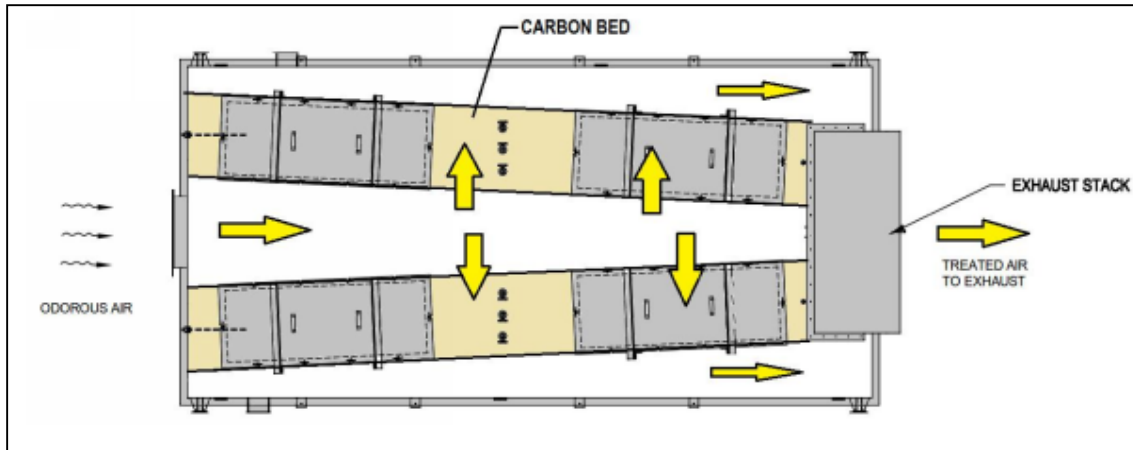 CARBON BED
EXHAUST STACK
ODOROUS AIR
TREATED AIR
TO EXHAUST